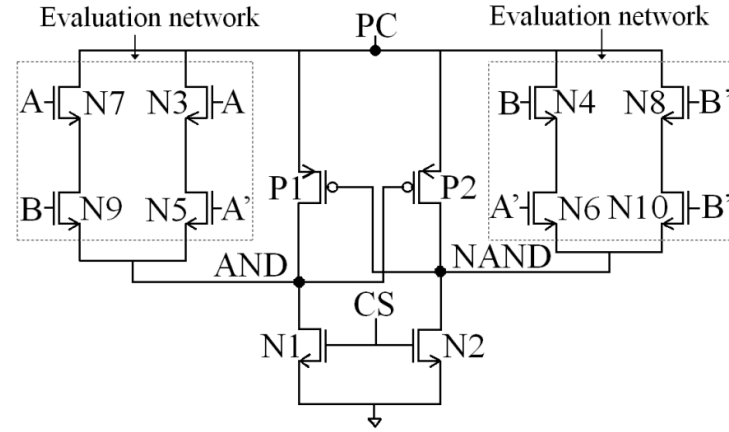 Evaluation network PC Evaluation network
A N7 N3 A B N4 N8 B'
P1 P2
B N9 N5 A' A' N6 N10 B'
AND NAND
CS
N1 N2